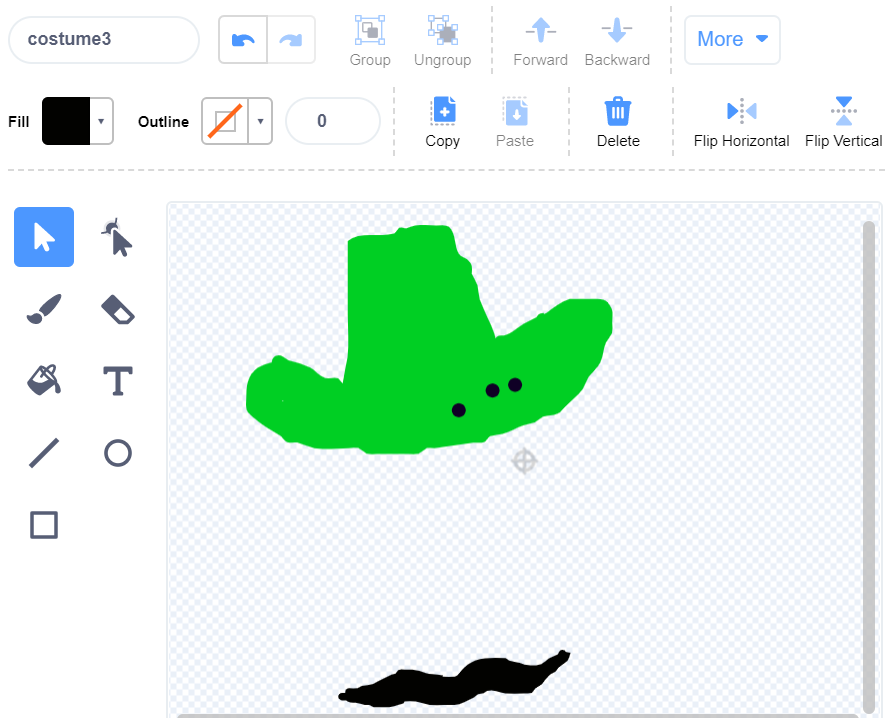 costume3
Group
Ungroup
Forward
Backward
More
Fill
Outline
0
Copy
Paste
Delete
Flip Horizontal
Flip Vertical
T